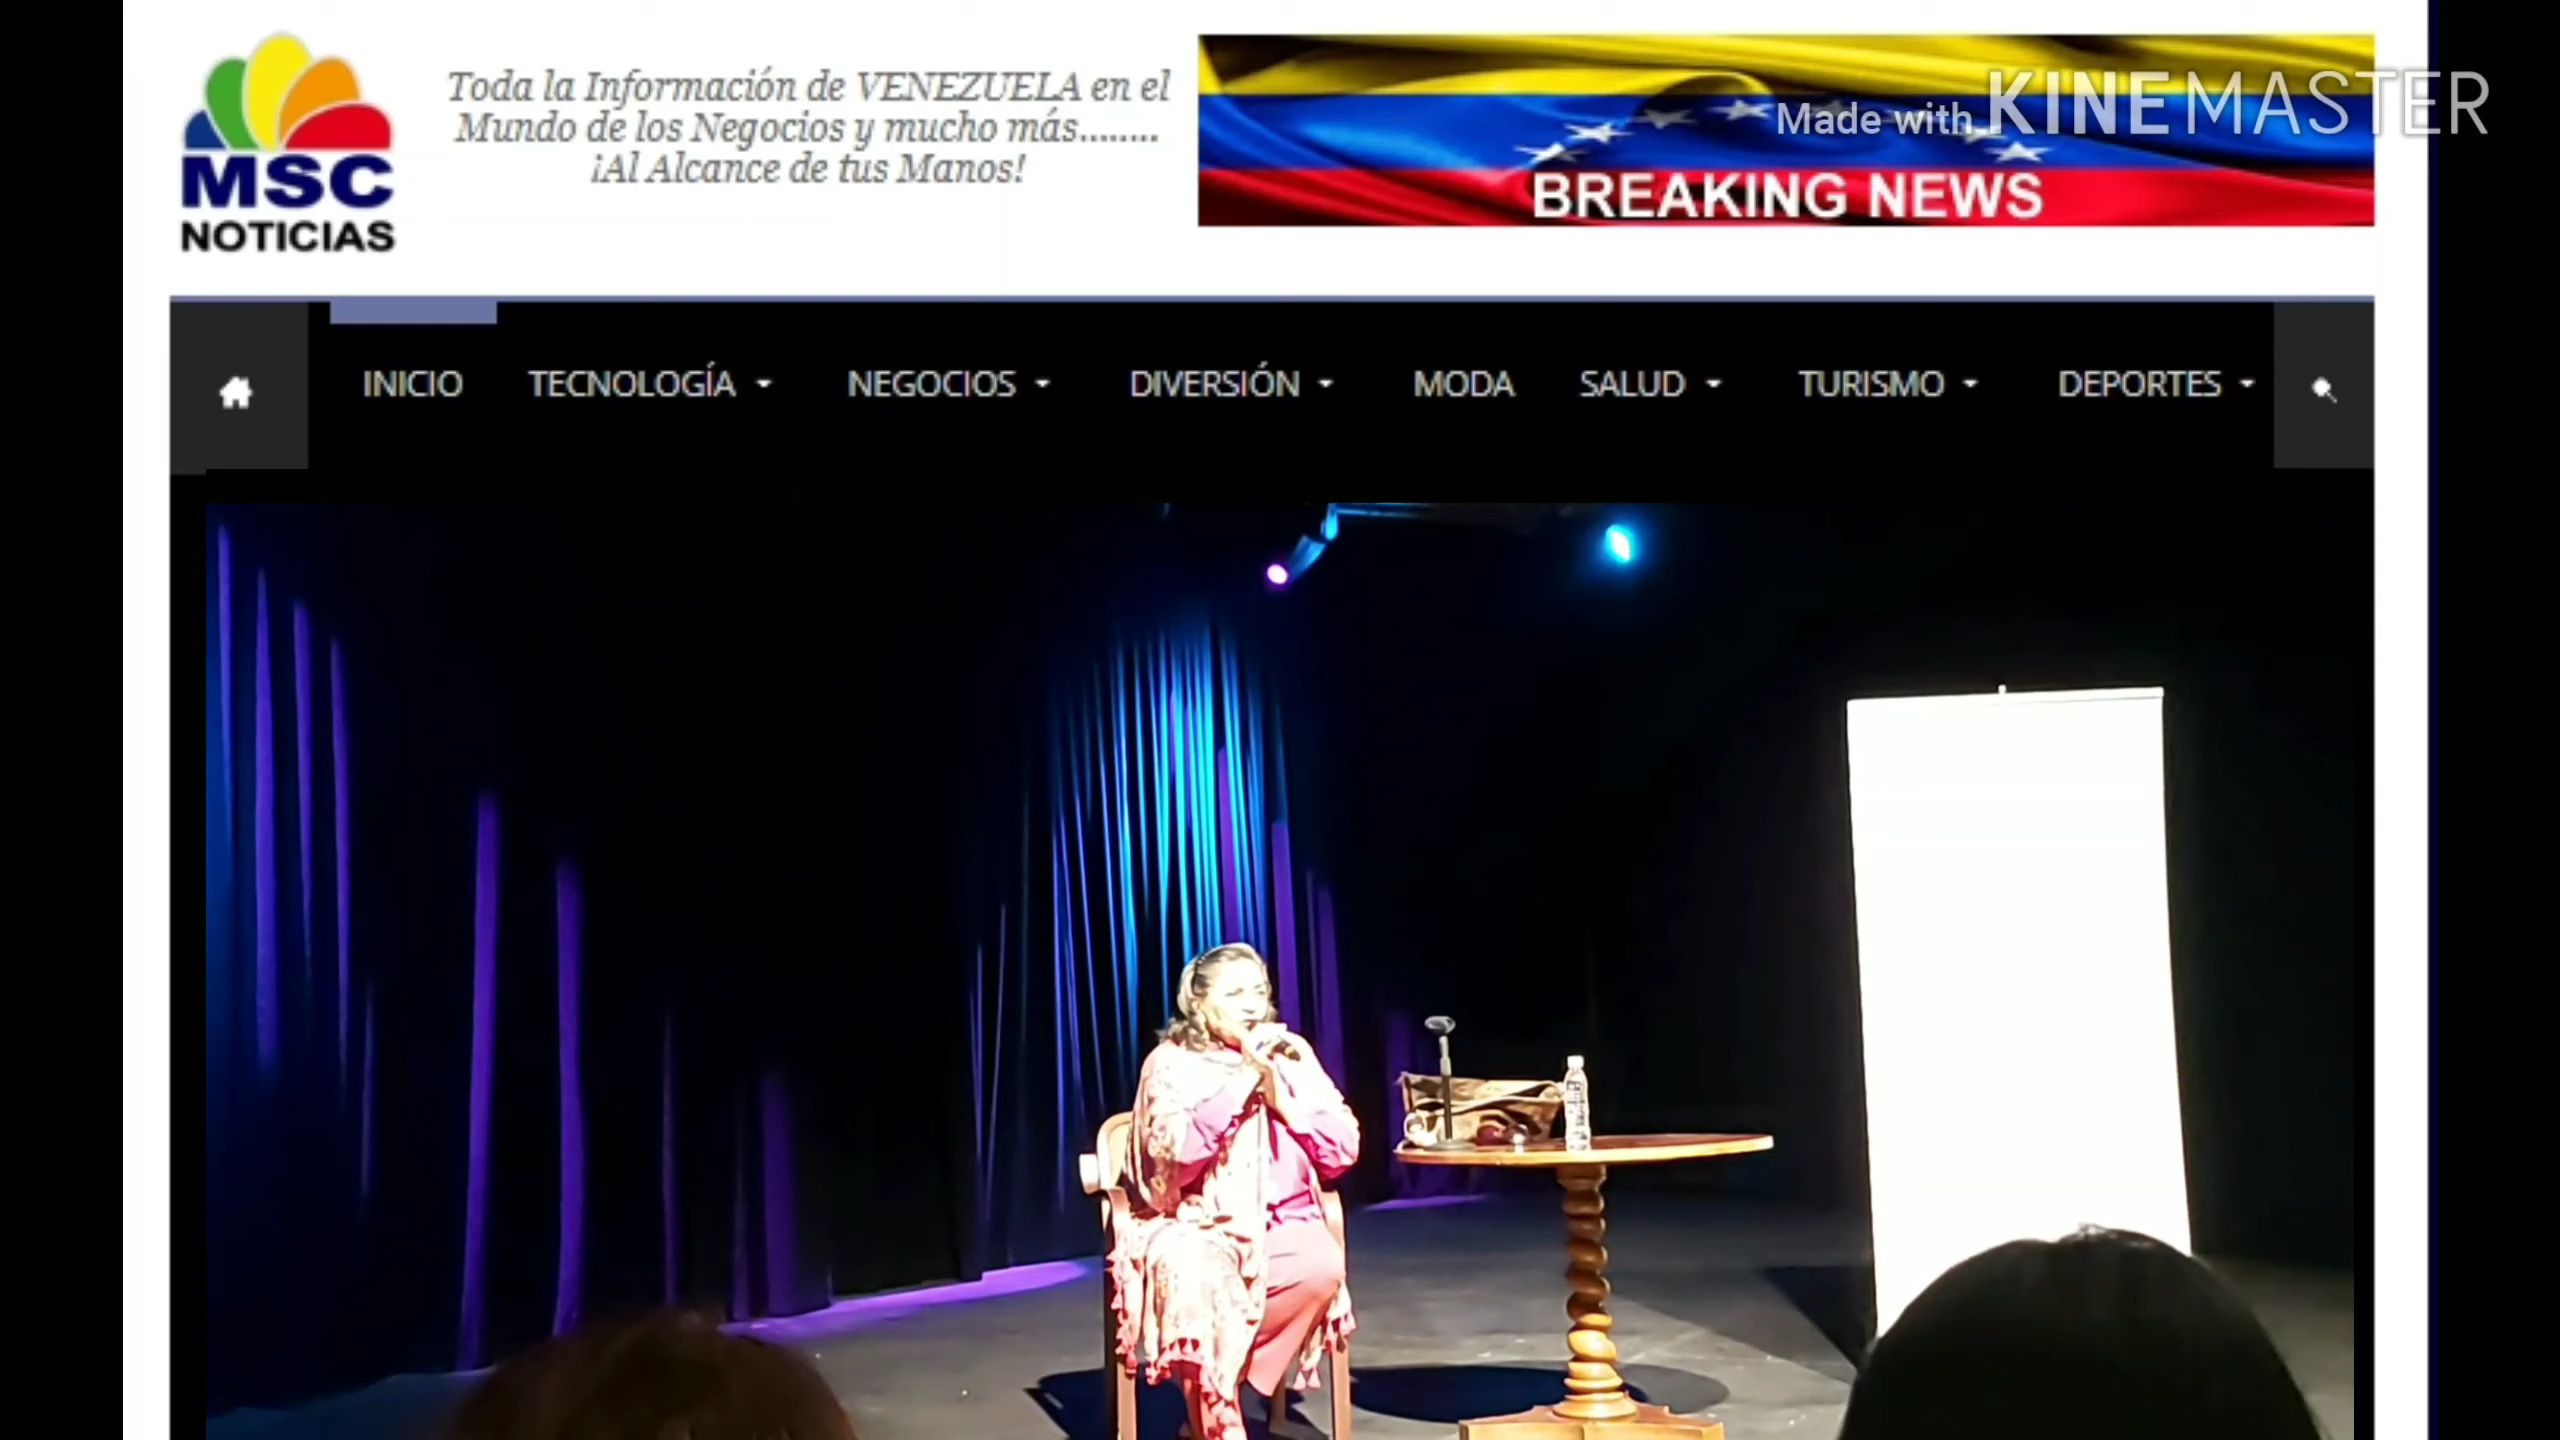 Toda la Información de VENEZUELA en el
Mundo de los Negocios y mucho más........
¡Al Alcance de tus Manos!
MSC
NOTICIAS
Made with KINEMASTER
BREAKING NEWS
INICIO TECNOLOGÍA NEGOCIOS DIVERSIÓN MODA SALUD TURISMO DEPORTES